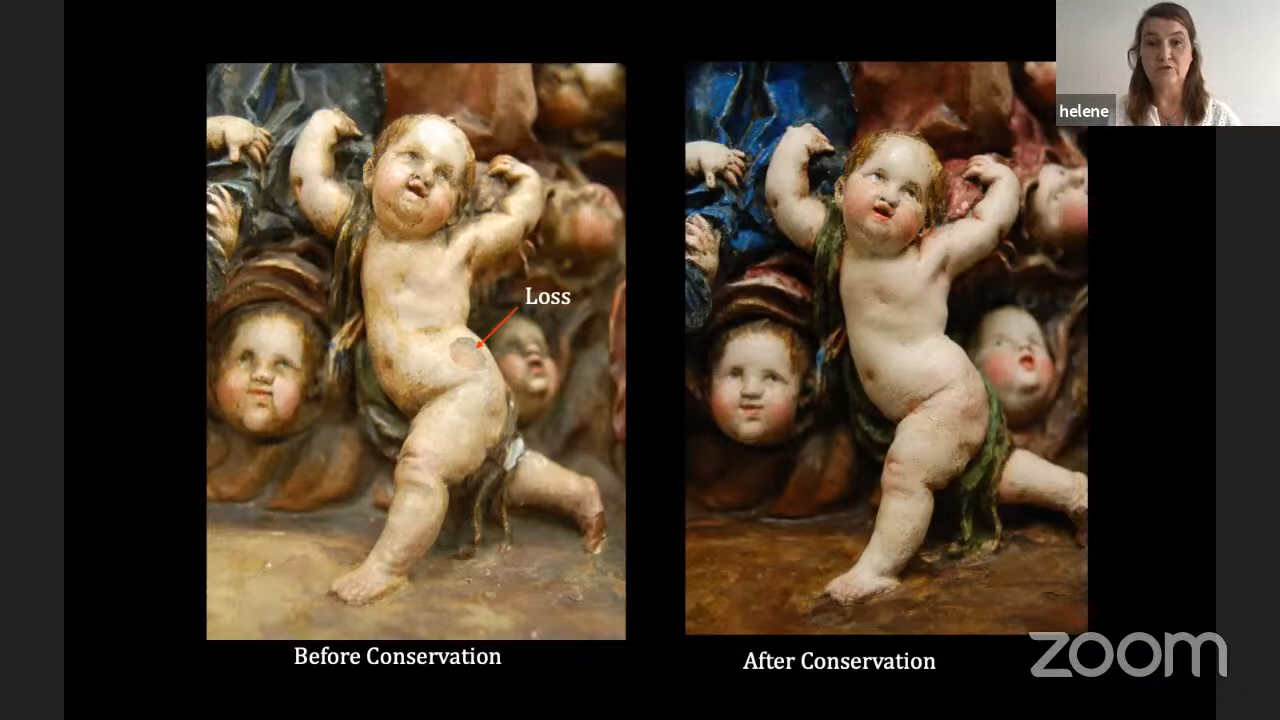 helene
Loss
Before Conservation
After Conservation
zoom